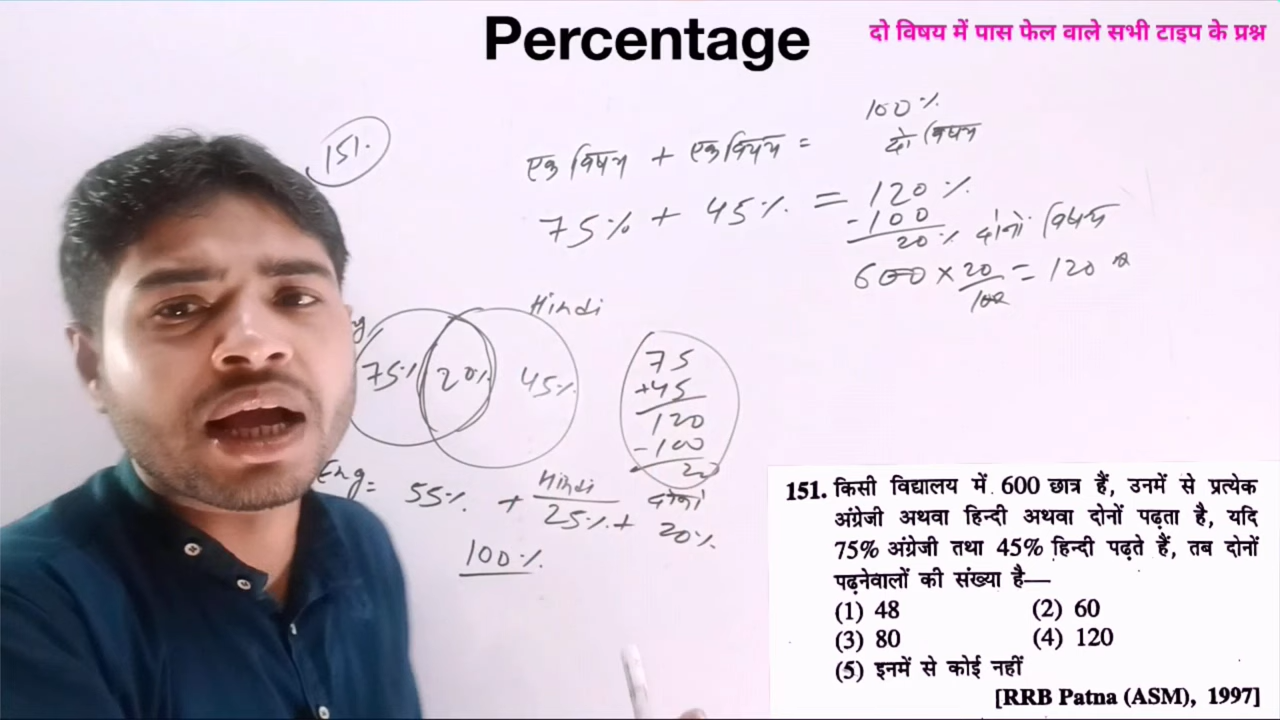 Percentage
दो विषय में पास फेल वाले सभी टाइप के प्रश्न
151.
एक विषय + एक विषय =
100%
दो विषय
75% + 45% = 120%
-100
20% दोनो विषय
600 × 20/100 = 120
Hindi
75% 20% 45%
75
+45
120
-100
20
Eng = 55% + Hindi 25% + दोनो 20%
100%
151. किसी विद्यालय में 600 छात्र हैं, उनमें से प्रत्येक
अंग्रेजी अथवा हिन्दी अथवा दोनों पढ़ता है, यदि
75% अंग्रेजी तथा 45% हिन्दी पढ़ते हैं, तब दोनों
पढ़नेवालों की संख्या है—
(1) 48 (2) 60
(3) 80 (4) 120
(5) इनमें से कोई नहीं
[RRB Patna (ASM), 1997]